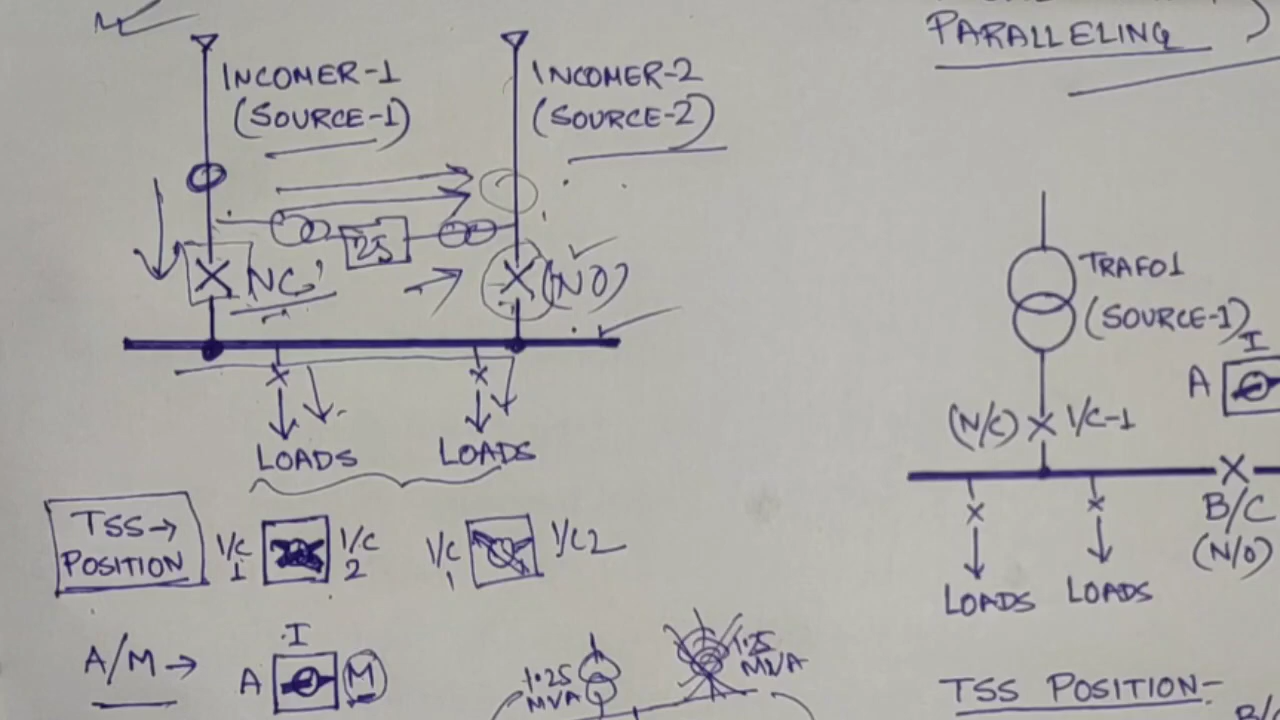 PARALLELING
INCOMER-1
(SOURCE-1)
INCOMER-2
(SOURCE-2)
25
NC
(NO)
LOADS
LOADS
TSS→
POSITION
I/C
1
I/C
2
I/C
1
I/C2
A/M→
I
A
M
1.25
MVA
1.25
MVA
TRAFO1
(SOURCE-1)
I
A
(N/C)
I/C-1
B/C
(N/O)
LOADS
LOADS
TSS POSITION:-